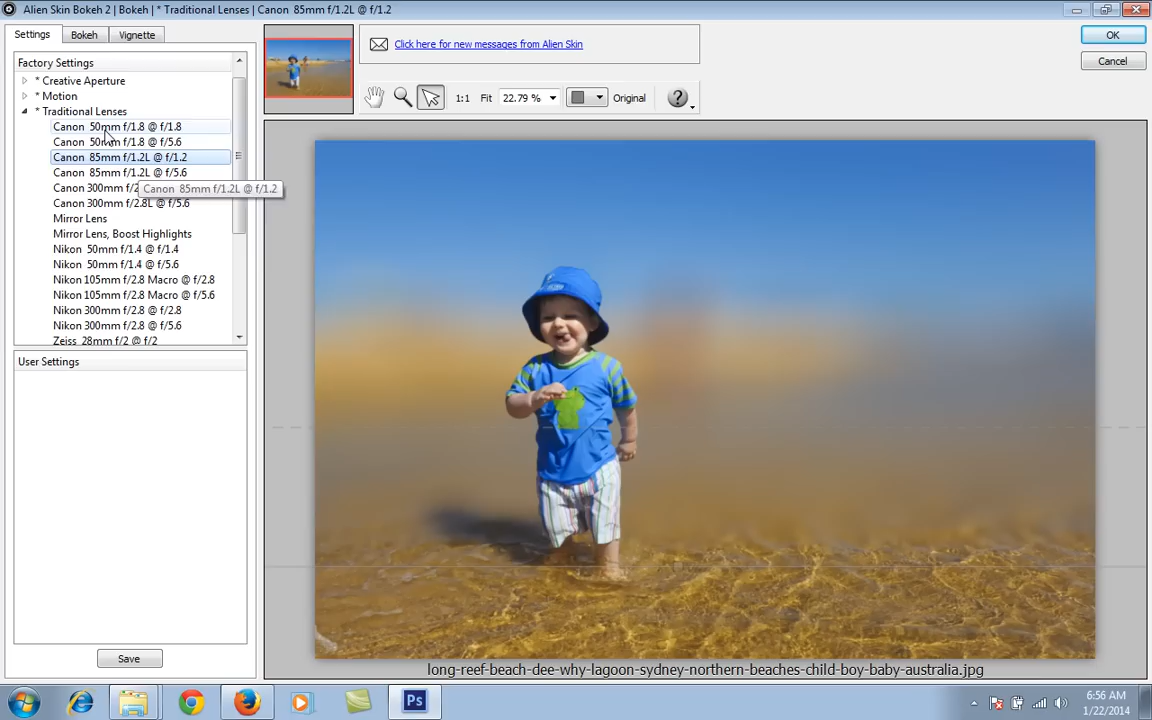 Alien Skin Bokeh 2 | Bokeh | * Traditional Lenses | Canon 85mm f/1.2L @ f/1.2
Settings
Bokeh
Vignette
Click here for new messages from Alien Skin
OK
Cancel
Factory Settings
* Creative Aperture
* Motion
* Traditional Lenses
Canon 50mm f/1.8 @ f/1.8
Canon 50mm f/1.8 @ f/5.6
Canon 85mm f/1.2L @ f/1.2
Canon 85mm f/1.2L @ f/5.6
Canon 300mm f/2
Canon 85mm f/1.2L @ f/1.2
Canon 300mm f/2.8L @ f/5.6
Mirror Lens
Mirror Lens, Boost Highlights
Nikon 50mm f/1.4 @ f/1.4
Nikon 50mm f/1.4 @ f/5.6
Nikon 105mm f/2.8 Macro @ f/2.8
Nikon 105mm f/2.8 Macro @ f/5.6
Nikon 300mm f/2.8 @ f/2.8
Nikon 300mm f/2.8 @ f/5.6
Zeiss 28mm f/2 @ f/2
1:1
Fit
22.79 %
Original
?
User Settings
Save
long-reef-beach-dee-why-lagoon-sydney-northern-beaches-child-boy-baby-australia.jpg
Ps
6:56 AM
1/22/2014